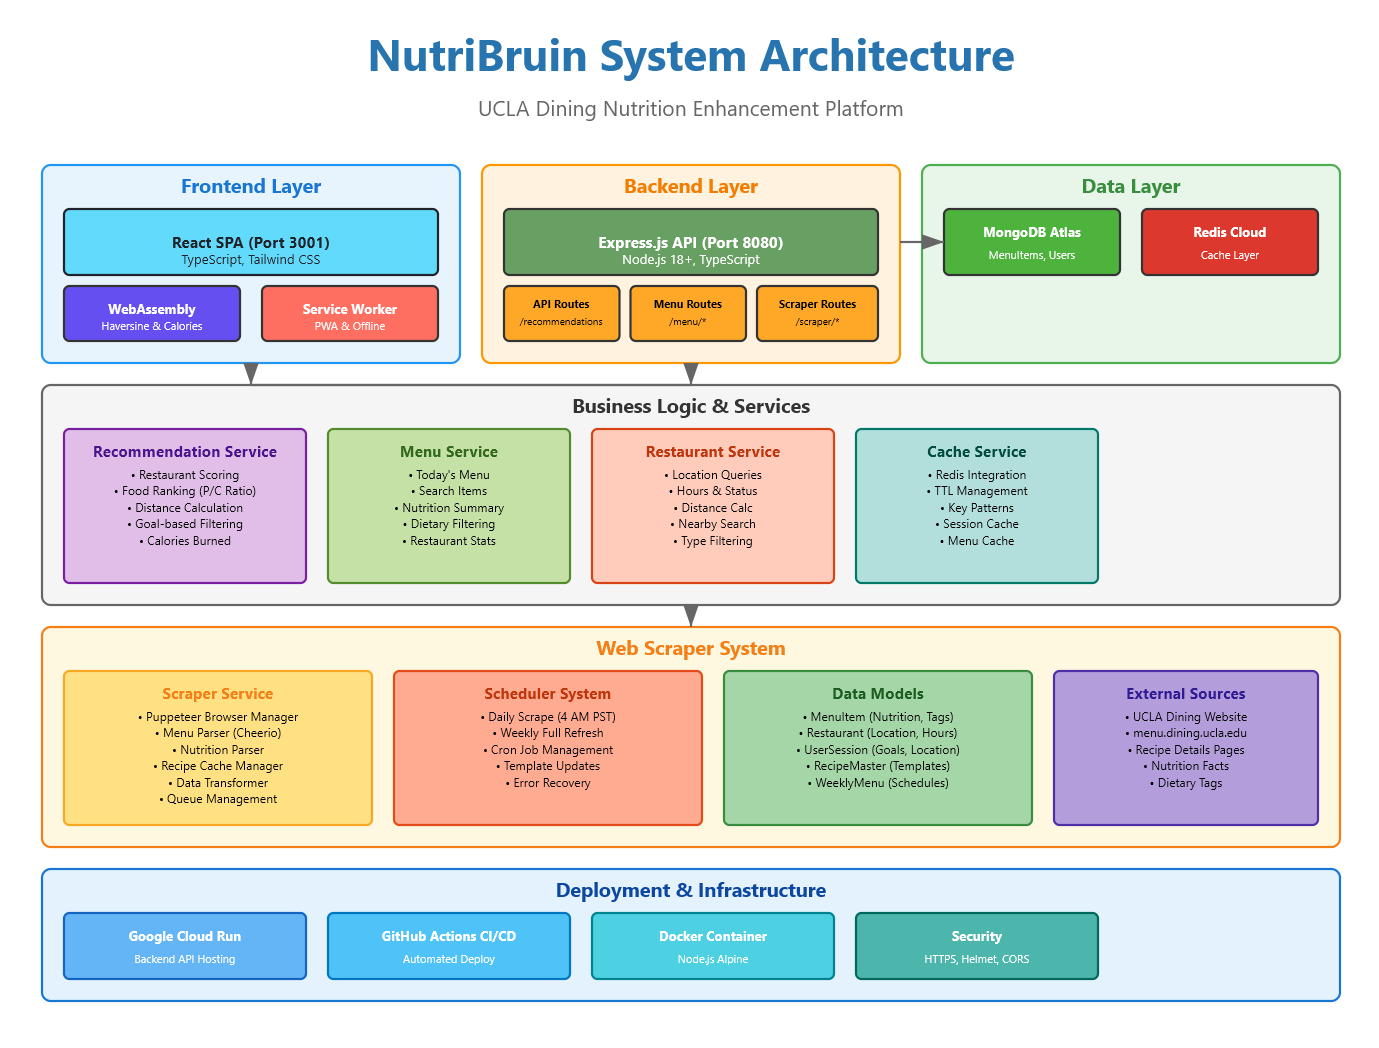 NutriBruin System Architecture
UCLA Dining Nutrition Enhancement Platform
Frontend Layer
React SPA (Port 3001)
TypeScript, Tailwind CSS
WebAssembly
Haversine & Calories
Service Worker
PWA & Offline
Backend Layer
Express.js API (Port 8080)
Node.js 18+, TypeScript
API Routes
/recommendations
Menu Routes
/menu/*
Scraper Routes
/scraper/*
Data Layer
MongoDB Atlas
MenuItems, Users
Redis Cloud
Cache Layer
Business Logic & Services
Recommendation Service
• Restaurant Scoring
• Food Ranking (P/C Ratio)
• Distance Calculation
• Goal-based Filtering
• Calories Burned
Menu Service
• Today's Menu
• Search Items
• Nutrition Summary
• Dietary Filtering
• Restaurant Stats
Restaurant Service
• Location Queries
• Hours & Status
• Distance Calc
• Nearby Search
• Type Filtering
Cache Service
• Redis Integration
• TTL Management
• Key Patterns
• Session Cache
• Menu Cache
Web Scraper System
Scraper Service
• Puppeteer Browser Manager
• Menu Parser (Cheerio)
• Nutrition Parser
• Recipe Cache Manager
• Data Transformer
• Queue Management
Scheduler System
• Daily Scrape (4 AM PST)
• Weekly Full Refresh
• Cron Job Management
• Template Updates
• Error Recovery
Data Models
• MenuItem (Nutrition, Tags)
• Restaurant (Location, Hours)
• UserSession (Goals, Location)
• RecipeMaster (Templates)
• WeeklyMenu (Schedules)
External Sources
• UCLA Dining Website
• menu.dining.ucla.edu
• Recipe Details Pages
• Nutrition Facts
• Dietary Tags
Deployment & Infrastructure
Google Cloud Run
Backend API Hosting
GitHub Actions CI/CD
Automated Deploy
Docker Container
Node.js Alpine
Security
HTTPS, Helmet, CORS